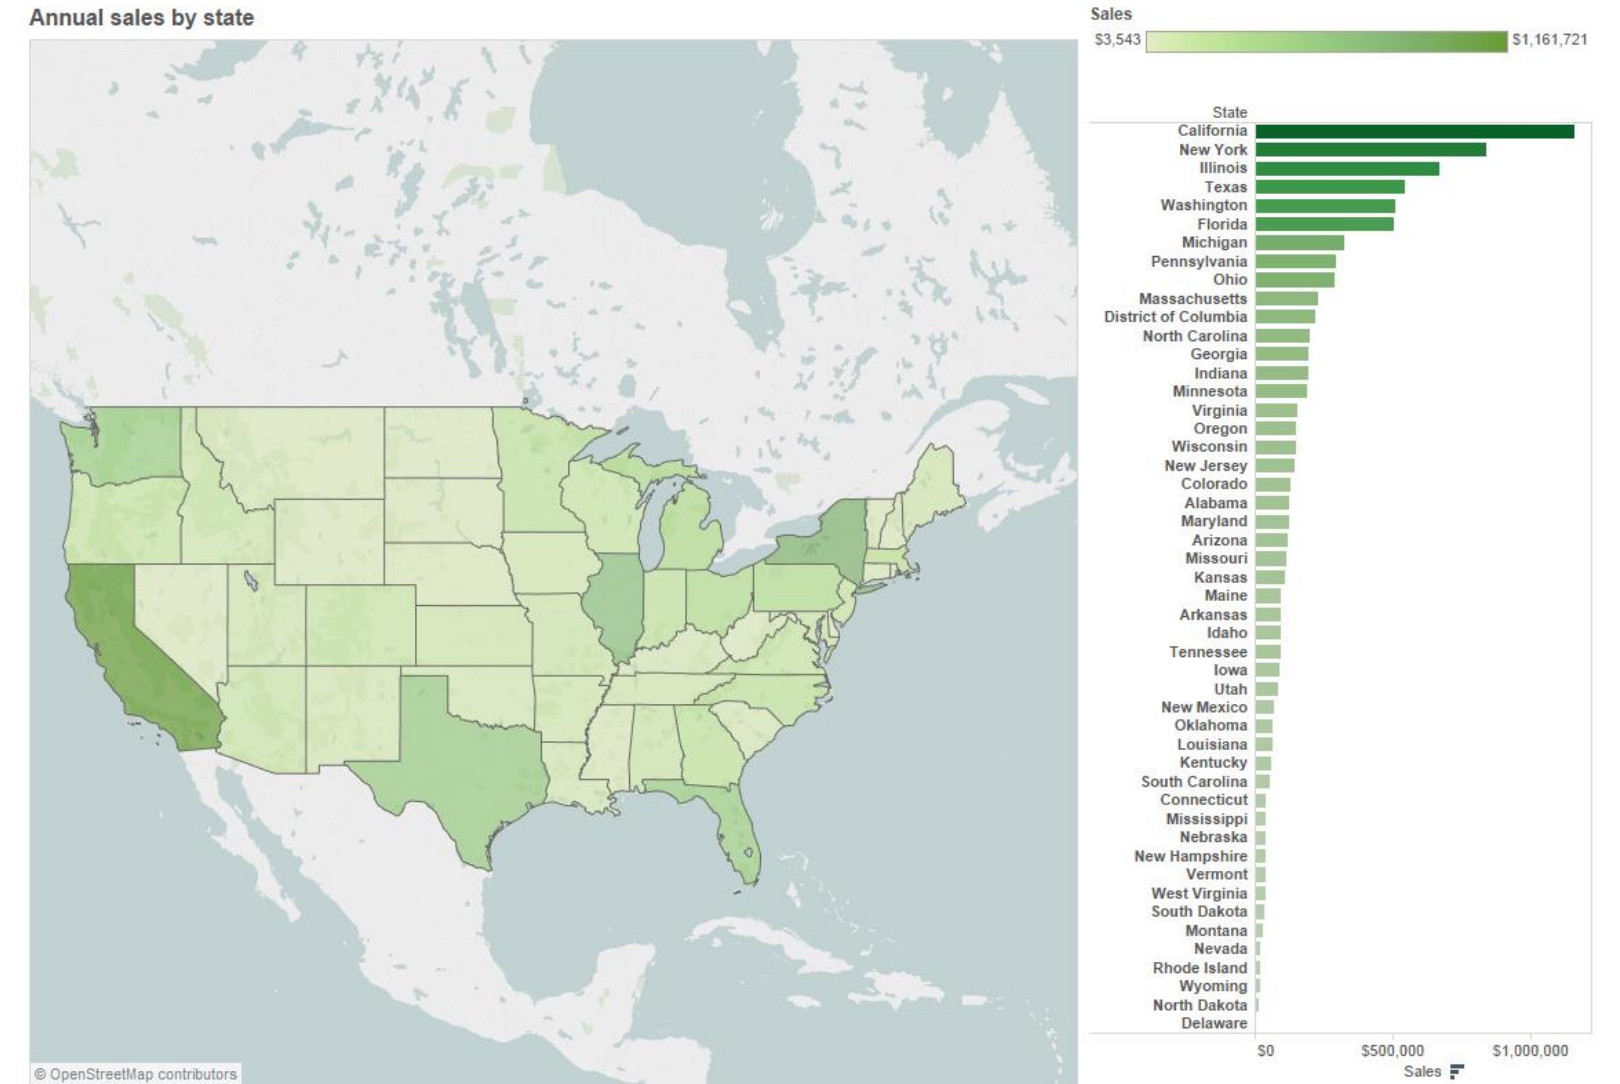 Annual sales by state
© OpenStreetMap contributors
Sales
$3,543 $1,161,721
State
California
New York
Illinois
Texas
Washington
Florida
Michigan
Pennsylvania
Ohio
Massachusetts
District of Columbia
North Carolina
Georgia
Indiana
Minnesota
Virginia
Oregon
Wisconsin
New Jersey
Colorado
Alabama
Maryland
Arizona
Missouri
Kansas
Maine
Arkansas
Idaho
Tennessee
Iowa
Utah
New Mexico
Oklahoma
Louisiana
Kentucky
South Carolina
Connecticut
Mississippi
Nebraska
New Hampshire
Vermont
West Virginia
South Dakota
Montana
Nevada
Rhode Island
Wyoming
North Dakota
Delaware
$0 $500,000 $1,000,000
Sales